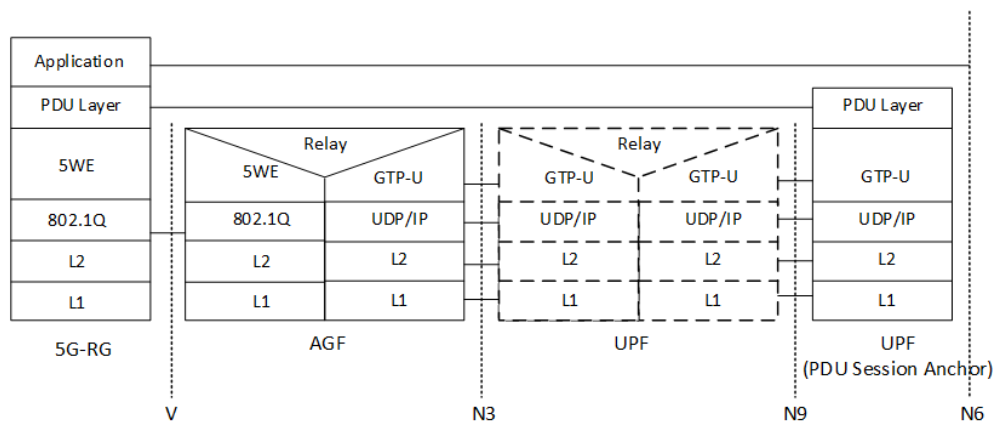 Application
PDU Layer
PDU Layer
Relay
Relay
5WE
5WE
GTP-U
GTP-U
GTP-U
GTP-U
802.1Q
802.1Q
UDP/IP
UDP/IP
UDP/IP
UDP/IP
L2
L2
L2
L2
L2
L2
L1
L1
L1
L1
L1
L1
5G-RG
AGF
UPF
UPF
(PDU Session Anchor)
V
N3
N9
N6